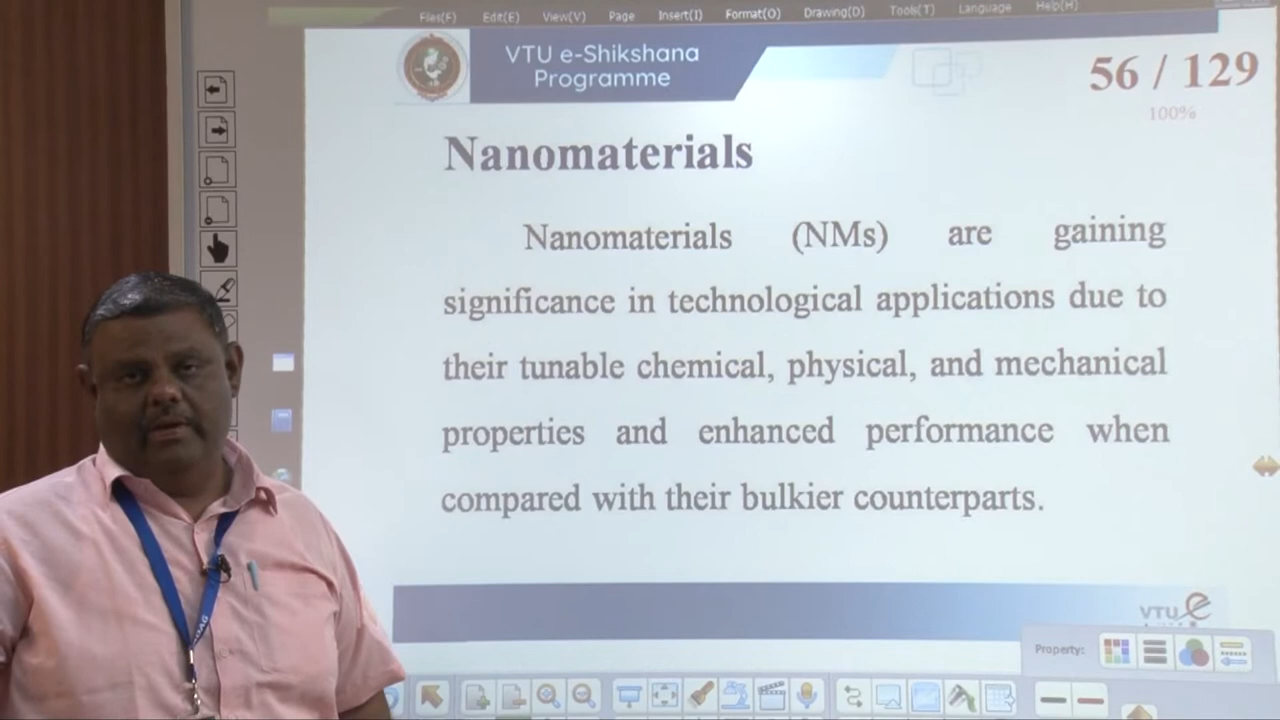 Files(F) Edit(E) View(V) Page Insert(I) Format(O) Drawing(D) Tools(T) Language Help(H)
VTU e-Shikshana
Programme
56 / 129
100%
Nanomaterials
Nanomaterials (NMs) are gaining
significance in technological applications due to
their tunable chemical, physical, and mechanical
properties and enhanced performance when
compared with their bulkier counterparts.
VTU e
Property: